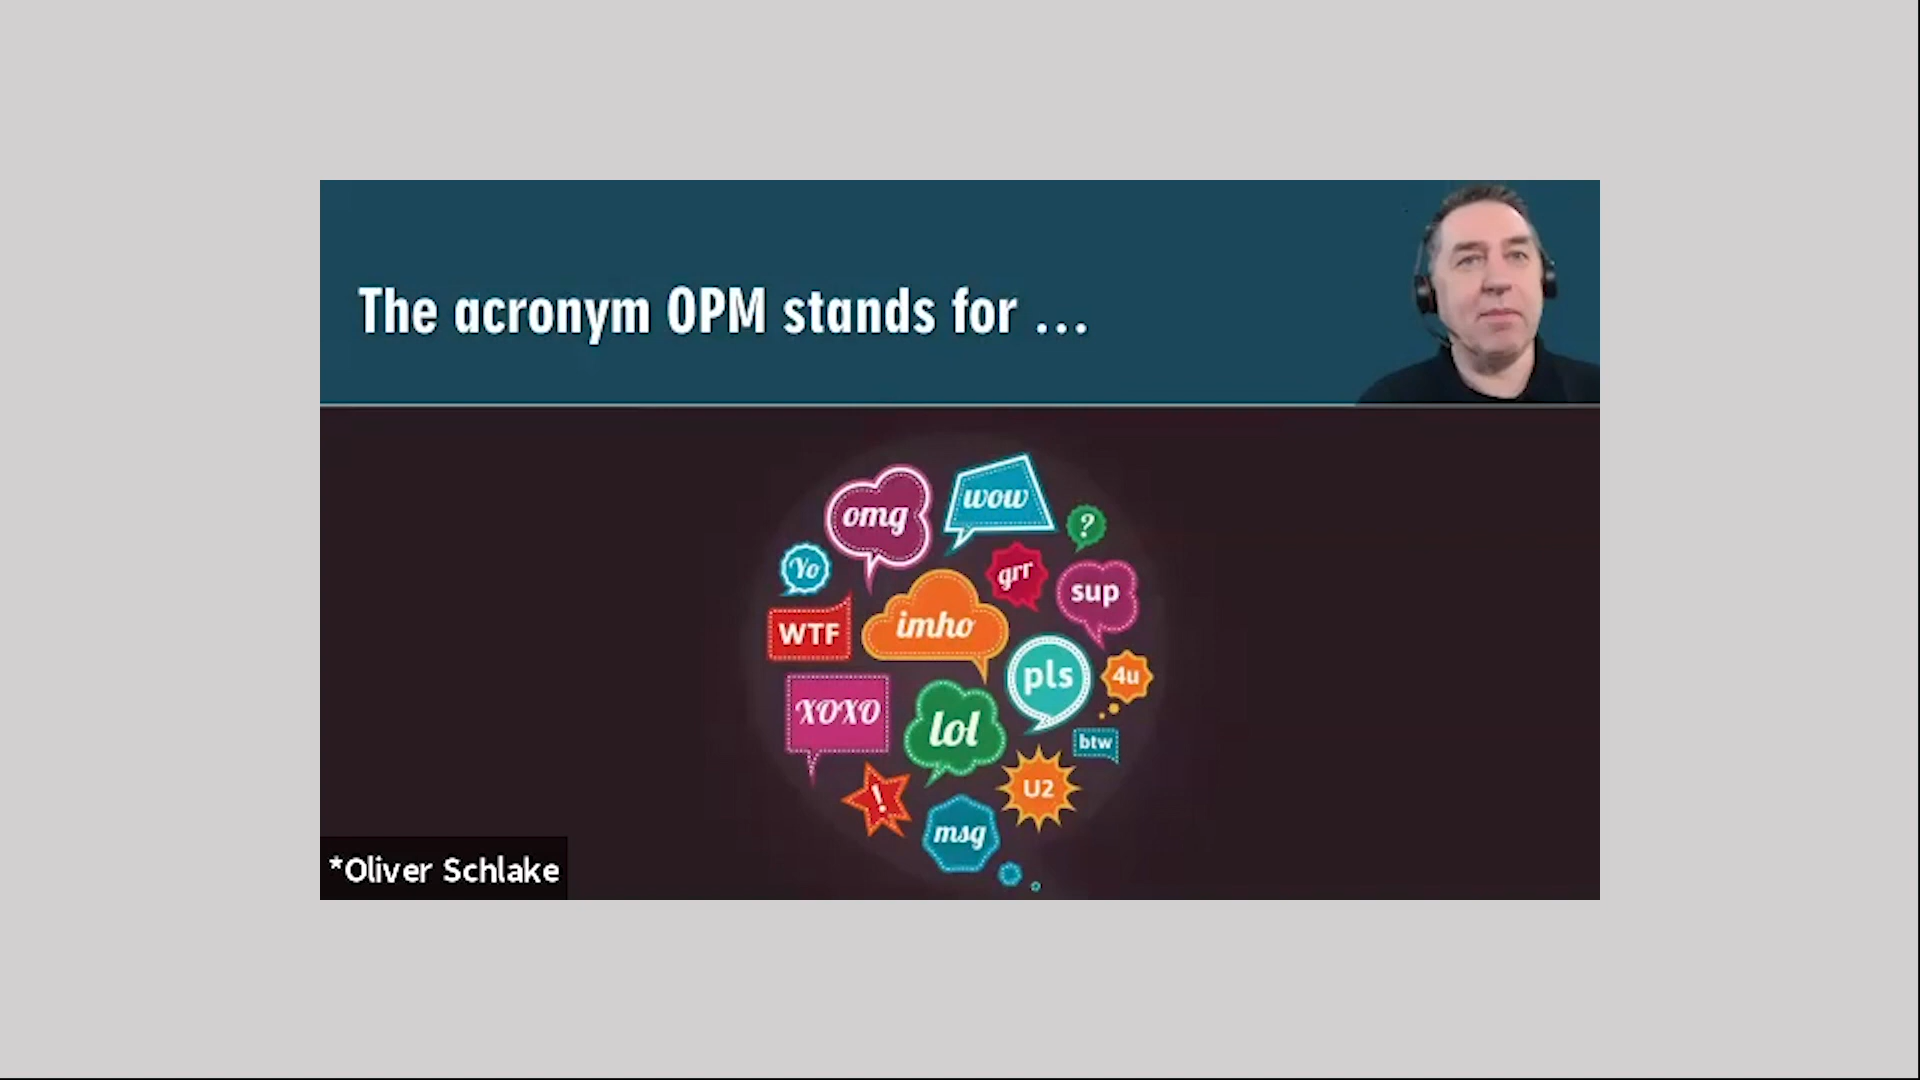 The acronym OPM stands for ...
omg
wow
?
Yo
grr
sup
WTF
imho
pls
4u
XOXO
lol
btw
!
U2
msg
*Oliver Schlake